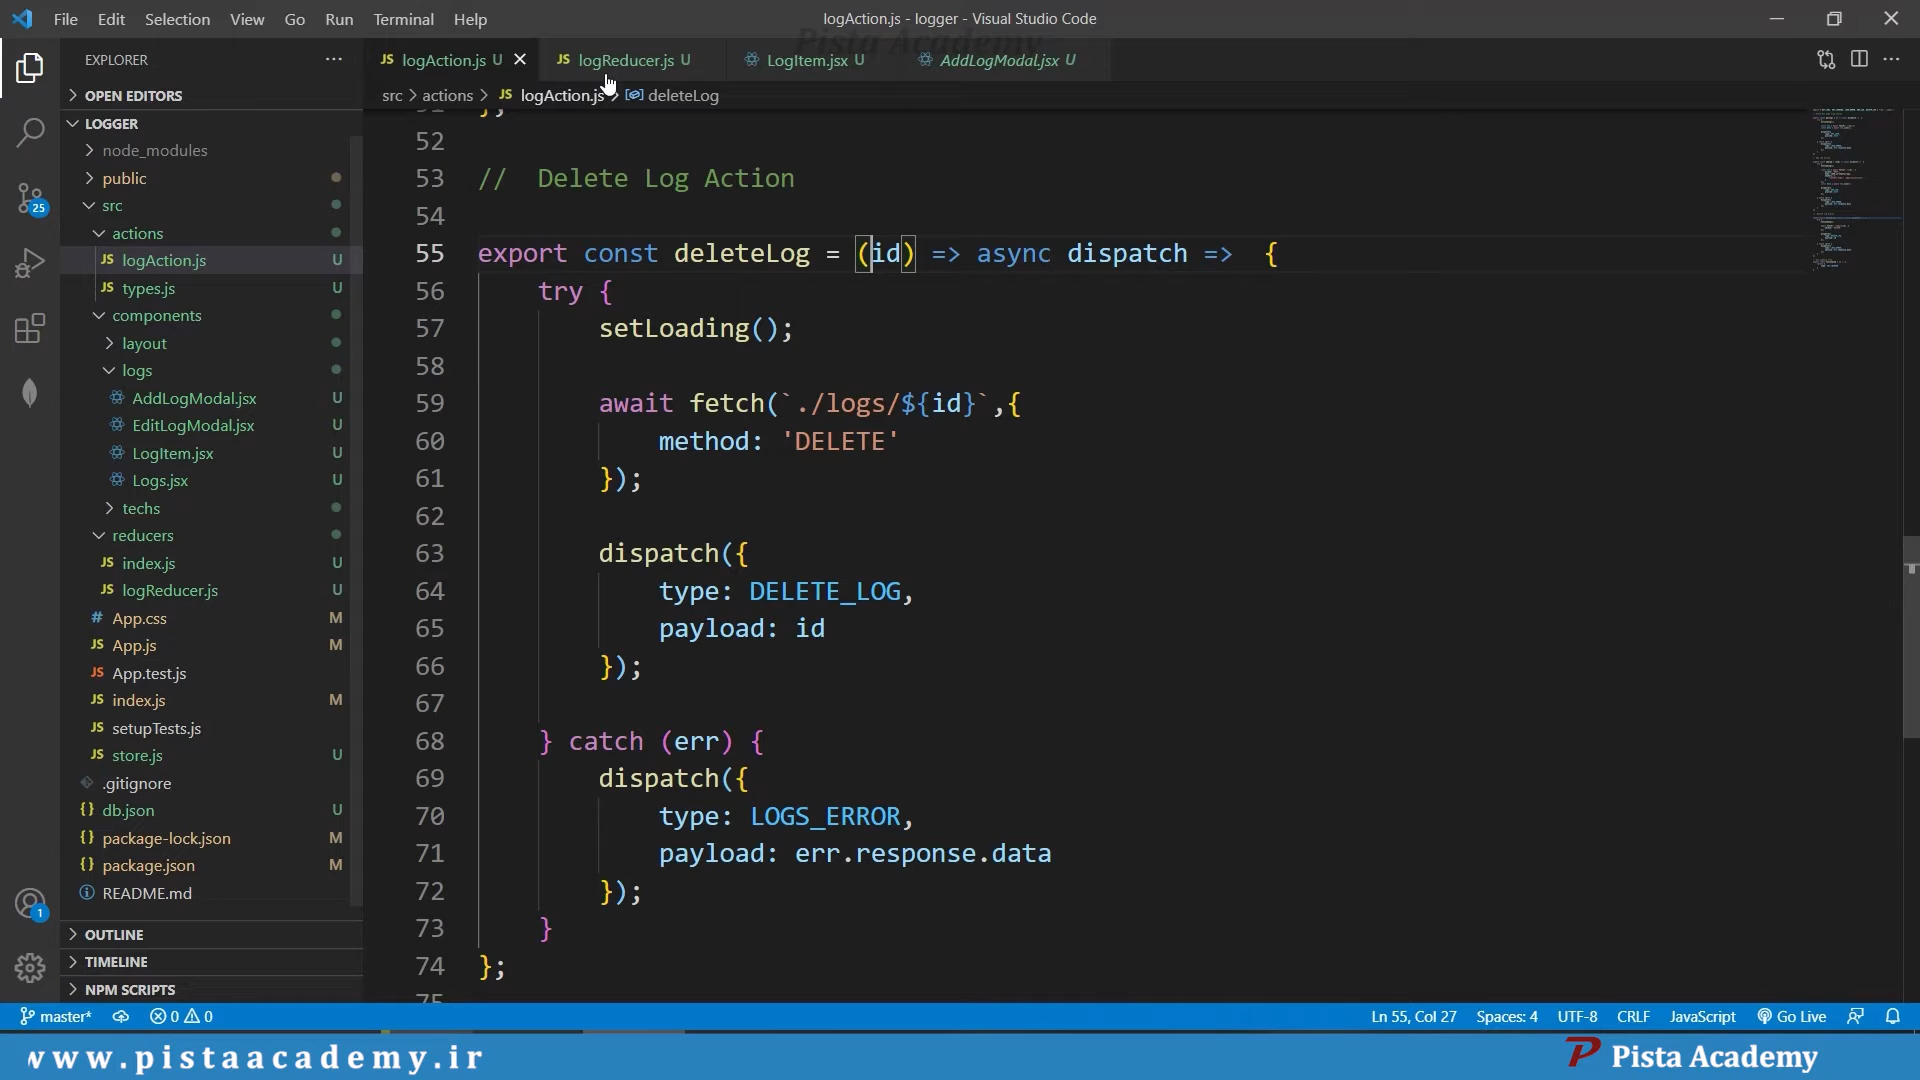 File Edit Selection View Go Run Terminal Help
logAction.js - logger - Visual Studio Code
Pista Academy
EXPLORER
JS logAction.js U
JS logReducer.js U
LogItem.jsx U
AddLogModal.jsx U
src > actions > JS logAction.js > deleteLog
OPEN EDITORS
LOGGER
node_modules
public
src
actions
JS logAction.js U
JS types.js U
components
layout
logs
AddLogModal.jsx U
EditLogModal.jsx U
LogItem.jsx U
Logs.jsx U
techs
reducers
JS index.js U
JS logReducer.js U
# App.css M
JS App.js M
JS App.test.js
JS index.js M
JS setupTests.js
JS store.js U
.gitignore
{} db.json U
{} package-lock.json M
{} package.json M
README.md
OUTLINE
TIMELINE
NPM SCRIPTS
25
1
51 };
52
53 // Delete Log Action
54
55 export const deleteLog = (id) => async dispatch => {
56 try {
57 setLoading();
58
59 await fetch(`./logs/${id}`,{
60 method: 'DELETE'
61 });
62
63 dispatch({
64 type: DELETE_LOG,
65 payload: id
66 });
67
68 } catch (err) {
69 dispatch({
70 type: LOGS_ERROR,
71 payload: err.response.data
72 });
73 }
74 };
75
master* 0 0 Ln 55, Col 27 Spaces: 4 UTF-8 CRLF JavaScript Go Live
www.pistaacademy.ir
Pista Academy